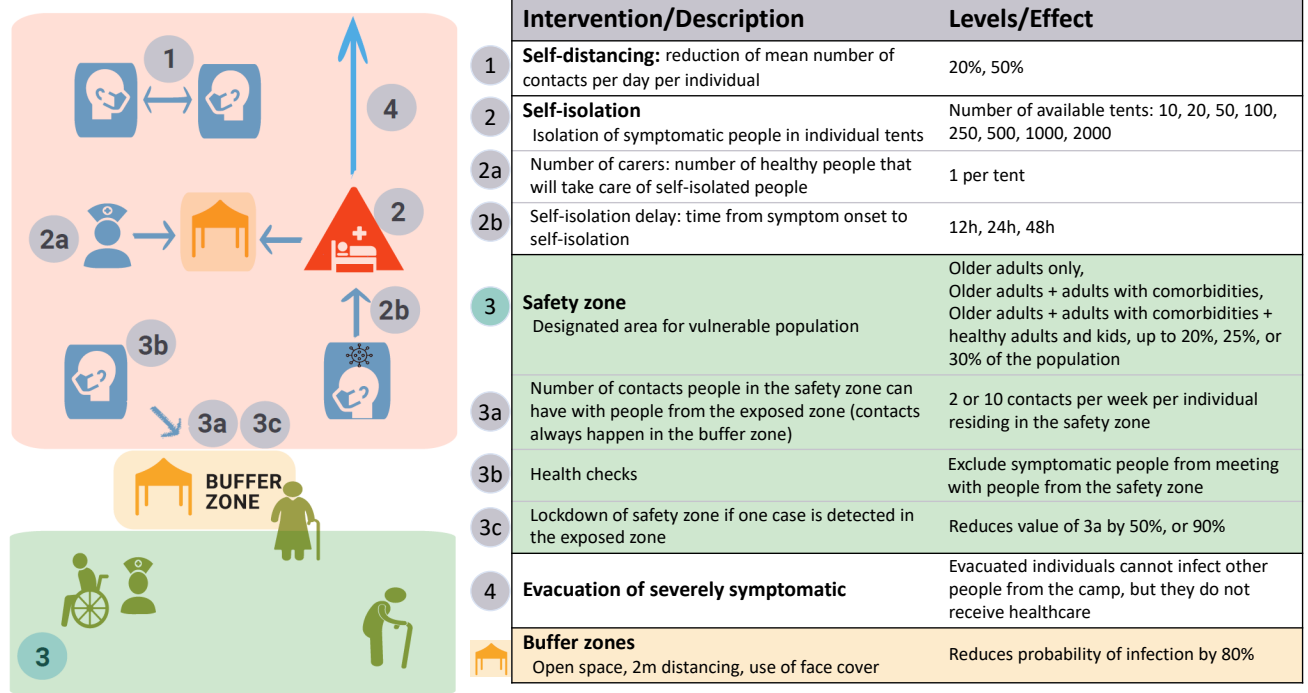 1
4
2
2a
2b
3b
3a
3c
BUFFER
ZONE
3
Intervention/Description
Levels/Effect
1
Self-distancing: reduction of mean number of
contacts per day per individual
20%, 50%
2
Self-isolation
Isolation of symptomatic people in individual tents
Number of available tents: 10, 20, 50, 100,
250, 500, 1000, 2000
2a
Number of carers: number of healthy people that
will take care of self-isolated people
1 per tent
2b
Self-isolation delay: time from symptom onset to
self-isolation
12h, 24h, 48h
3
Safety zone
Designated area for vulnerable population
Older adults only,
Older adults + adults with comorbidities,
Older adults + adults with comorbidities +
healthy adults and kids, up to 20%, 25%, or
30% of the population
3a
Number of contacts people in the safety zone can
have with people from the exposed zone (contacts
always happen in the buffer zone)
2 or 10 contacts per week per individual
residing in the safety zone
3b
Health checks
Exclude symptomatic people from meeting
with people from the safety zone
3c
Lockdown of safety zone if one case is detected in
the exposed zone
Reduces value of 3a by 50%, or 90%
4
Evacuation of severely symptomatic
Evacuated individuals cannot infect other
people from the camp, but they do not
receive healthcare
Buffer zones
Open space, 2m distancing, use of face cover
Reduces probability of infection by 80%